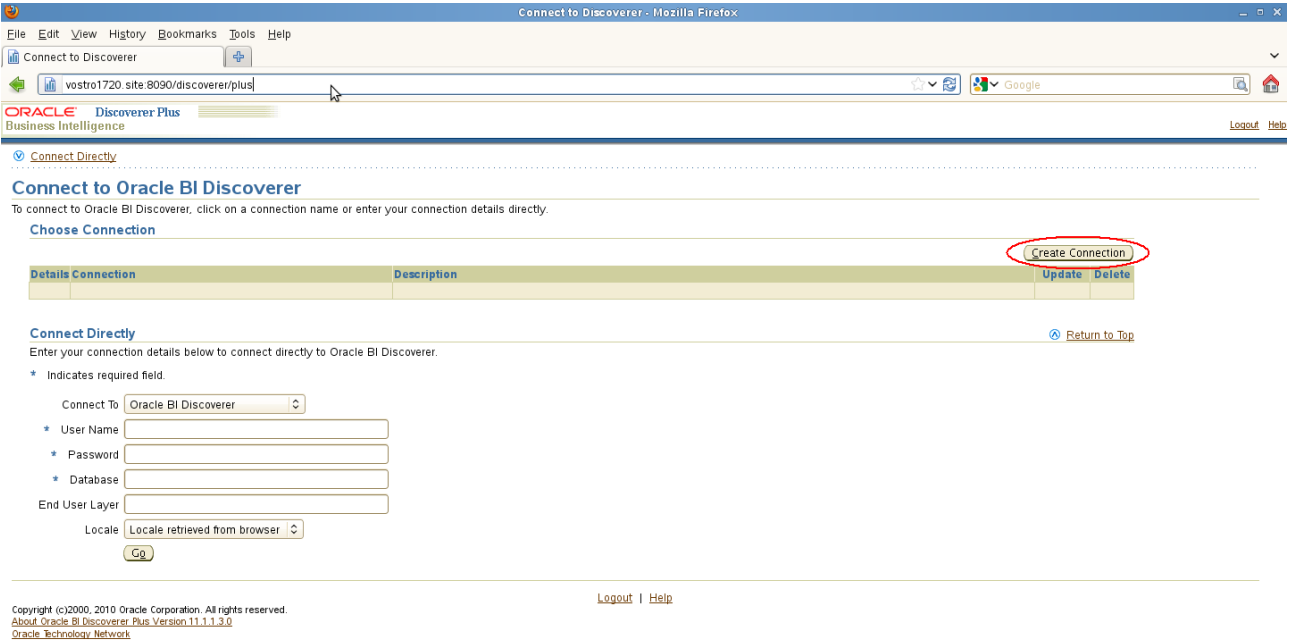 Connect to Discoverer - Mozilla Firefox
File Edit View History Bookmarks Tools Help
Connect to Discoverer
vostro1720.site:8090/discoverer/plus
Google
ORACLE Discoverer Plus
Business Intelligence
Logout Help
Connect Directly
Connect to Oracle BI Discoverer
To connect to Oracle BI Discoverer, click on a connection name or enter your connection details directly.
Choose Connection
Create Connection
Details Connection Description Update Delete
Connect Directly
Return to Top
Enter your connection details below to connect directly to Oracle BI Discoverer.
* Indicates required field.
Connect To Oracle BI Discoverer
* User Name
* Password
* Database
End User Layer
Locale Locale retrieved from browser
Go
Logout | Help
Copyright (c)2000, 2010 Oracle Corporation. All rights reserved.
About Oracle BI Discoverer Plus Version 11.1.1.3.0
Oracle Technology Network